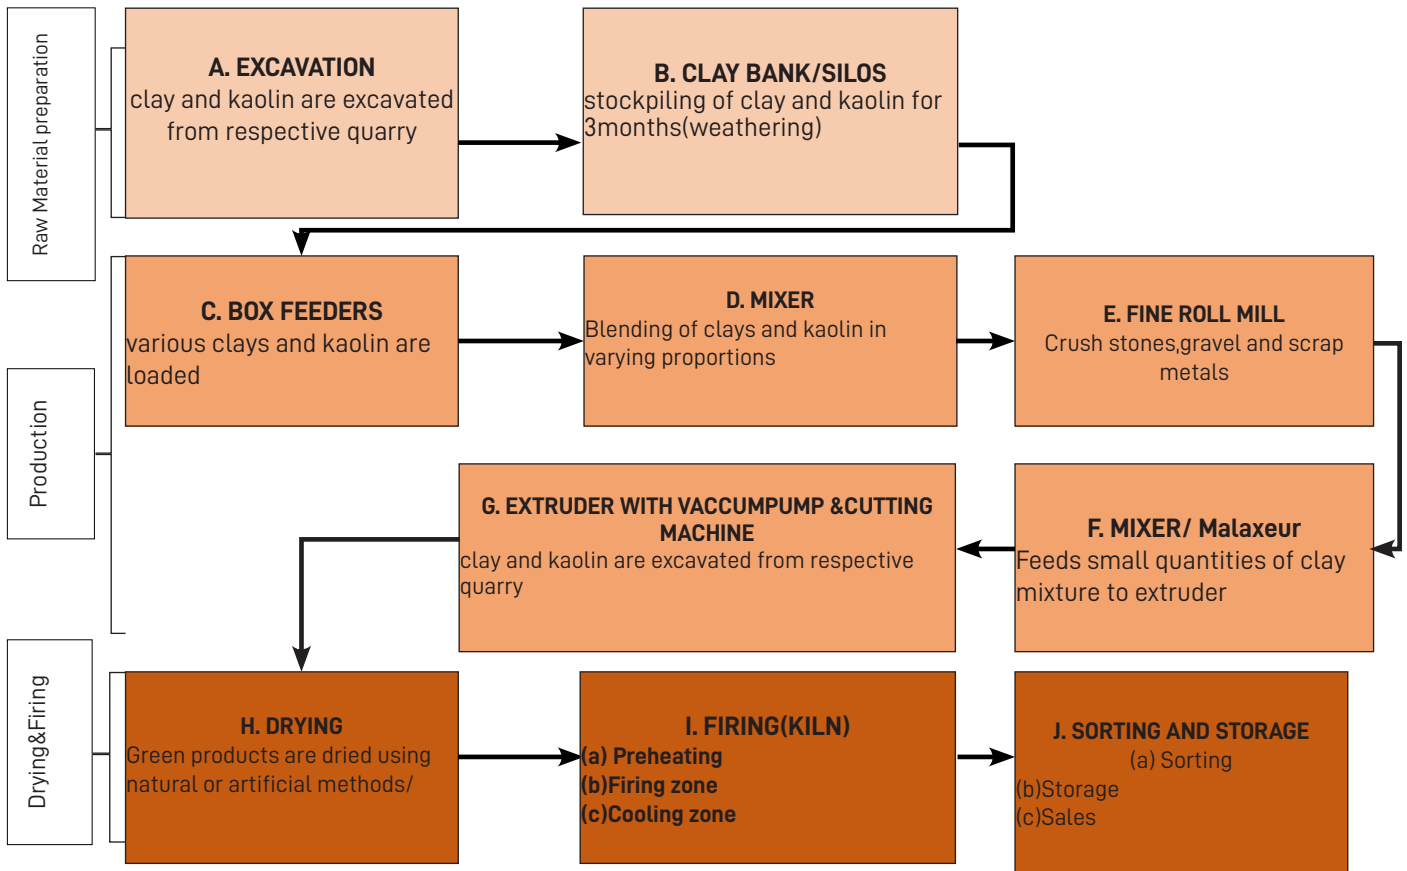 Raw Material preparation
A. EXCAVATION
clay and kaolin are excavated
from respective quarry
B. CLAY BANK/SILOS
stockpiling of clay and kaolin for
3months(weathering)
Production
C. BOX FEEDERS
various clays and kaolin are
loaded
D. MIXER
Blending of clays and kaolin in
varying proportions
E. FINE ROLL MILL
Crush stones,gravel and scrap
metals
F. MIXER/ Malaxeur
Feeds small quantities of clay
mixture to extruder
G. EXTRUDER WITH VACCUMPUMP &CUTTING
MACHINE
clay and kaolin are excavated from respective
quarry
Drying&Firing
H. DRYING
Green products are dried using
natural or artificial methods/
I. FIRING(KILN)
(a) Preheating
(b)Firing zone
(c)Cooling zone
J. SORTING AND STORAGE
(a) Sorting
(b)Storage
(c)Sales